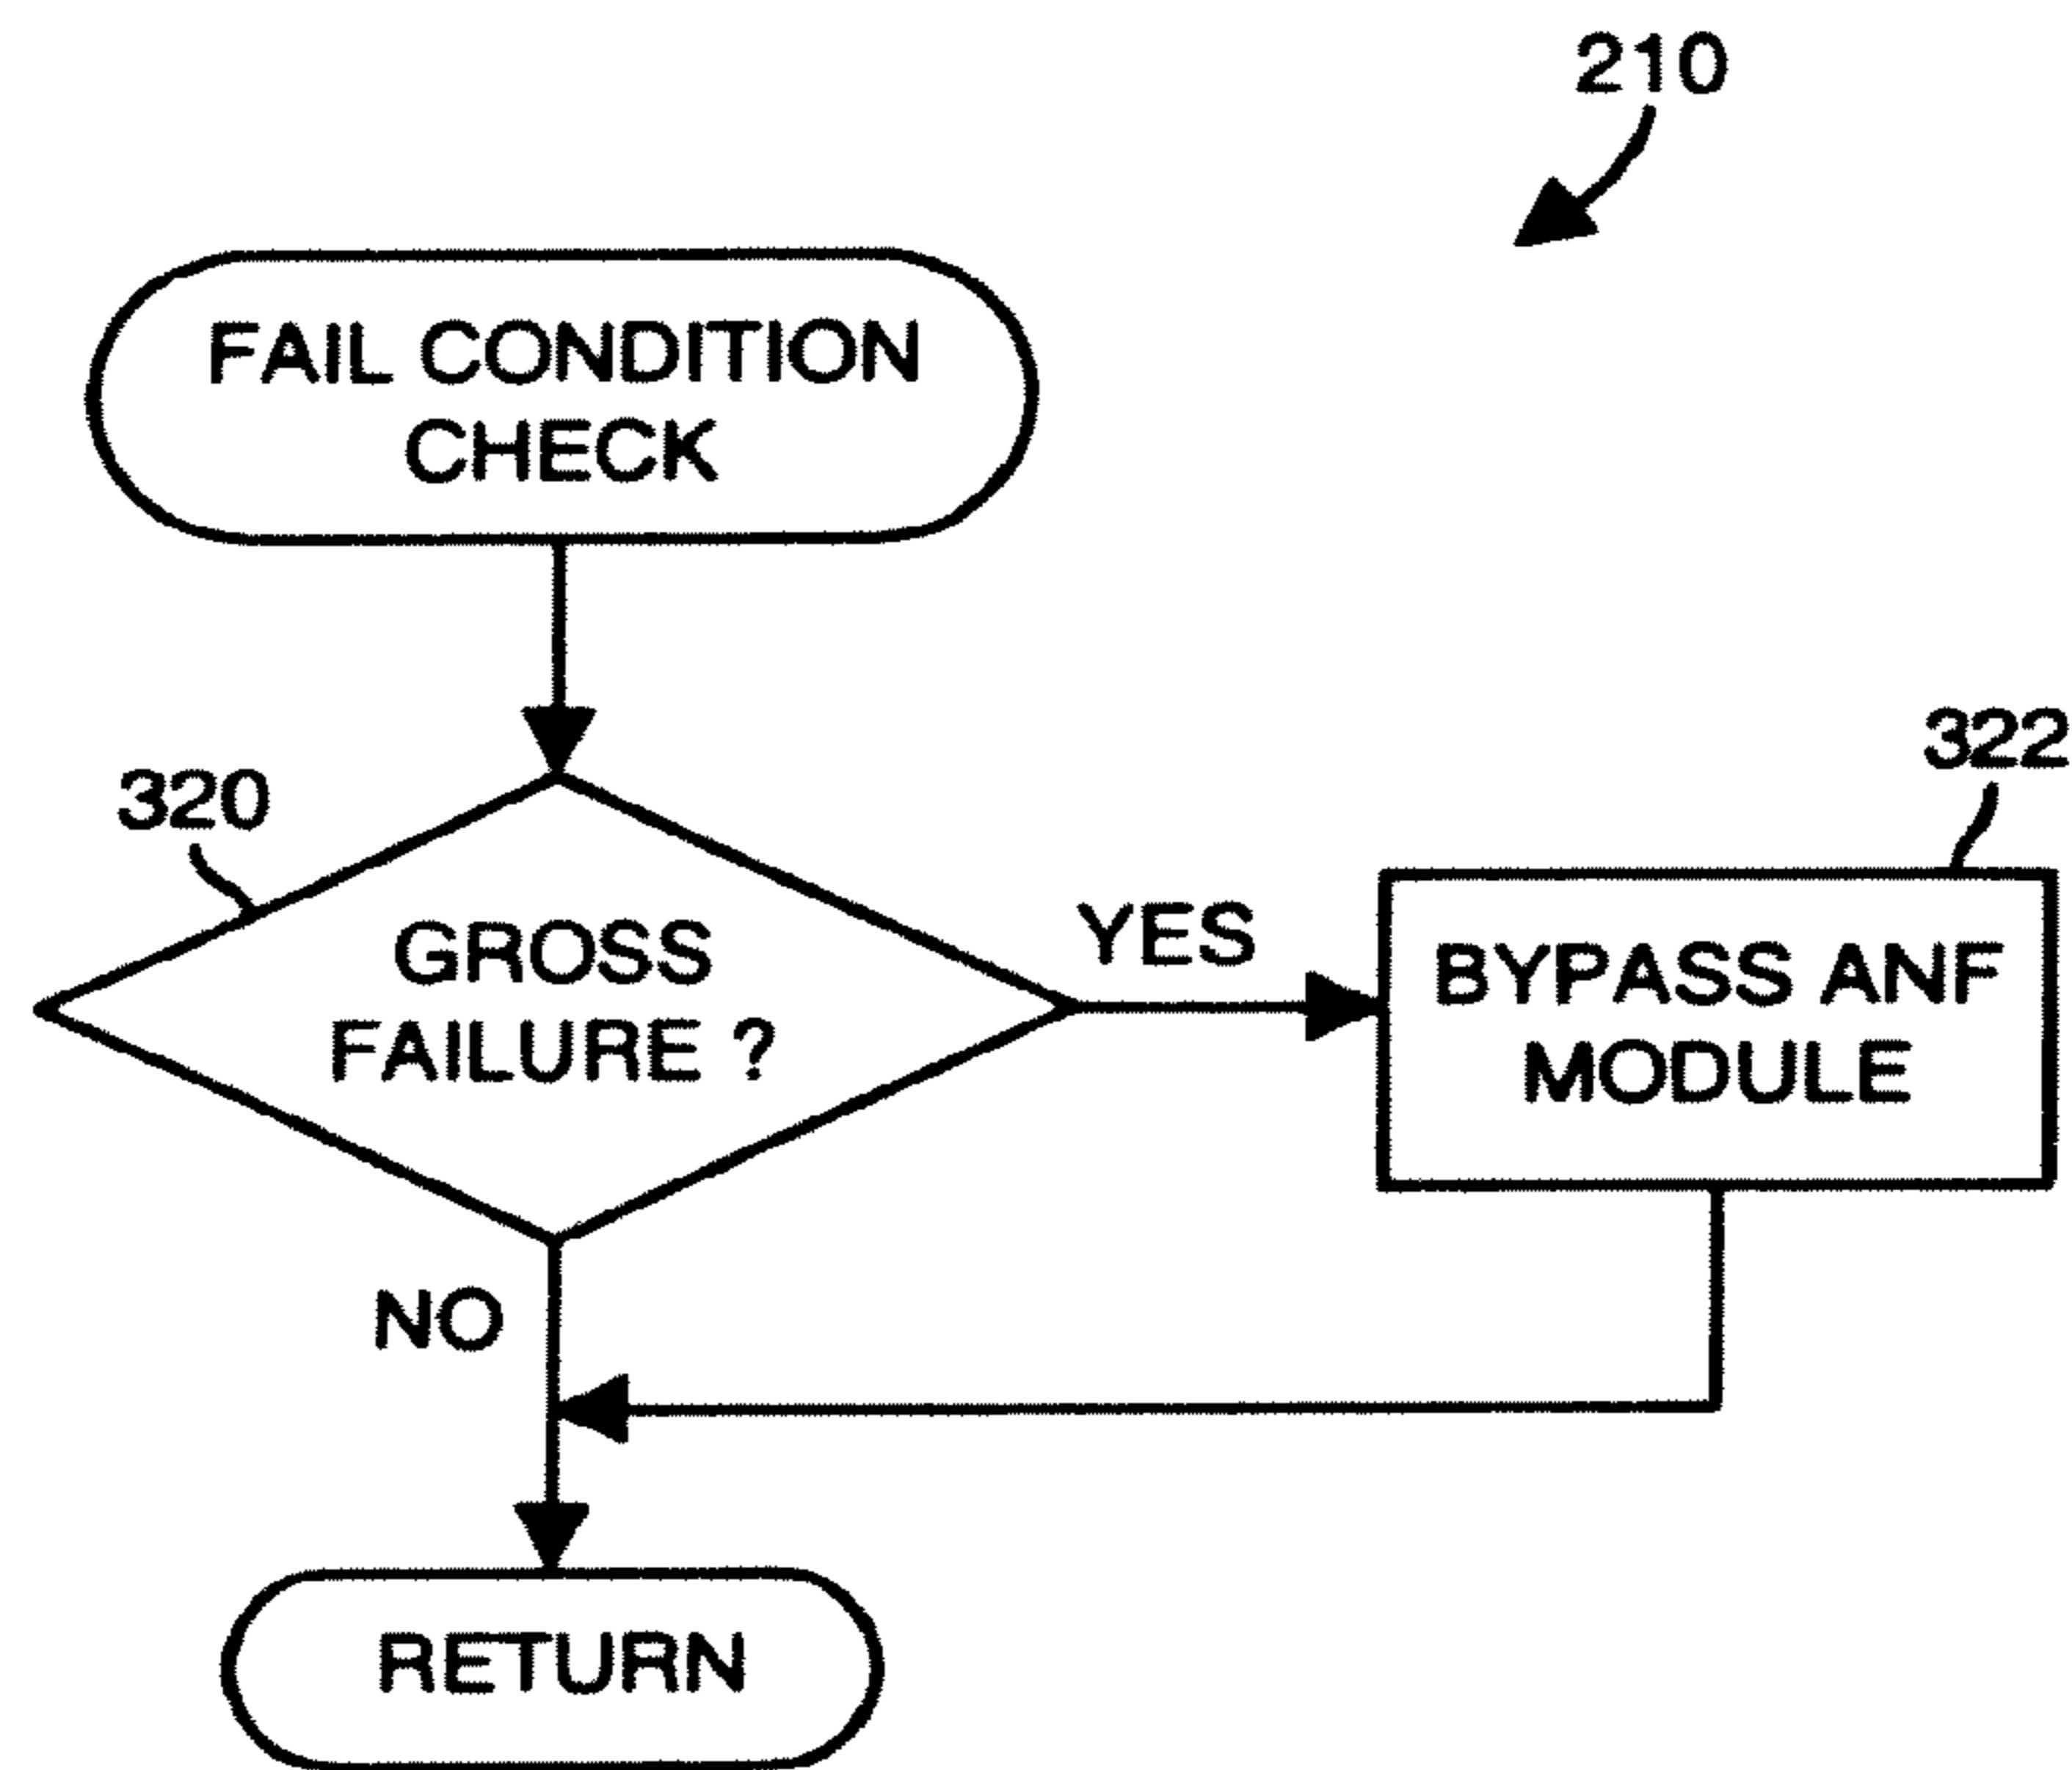 210
FAIL CONDITION
CHECK
320
GROSS
FAILURE ?
YES
322
BYPASS ANF
MODULE
NO
RETURN